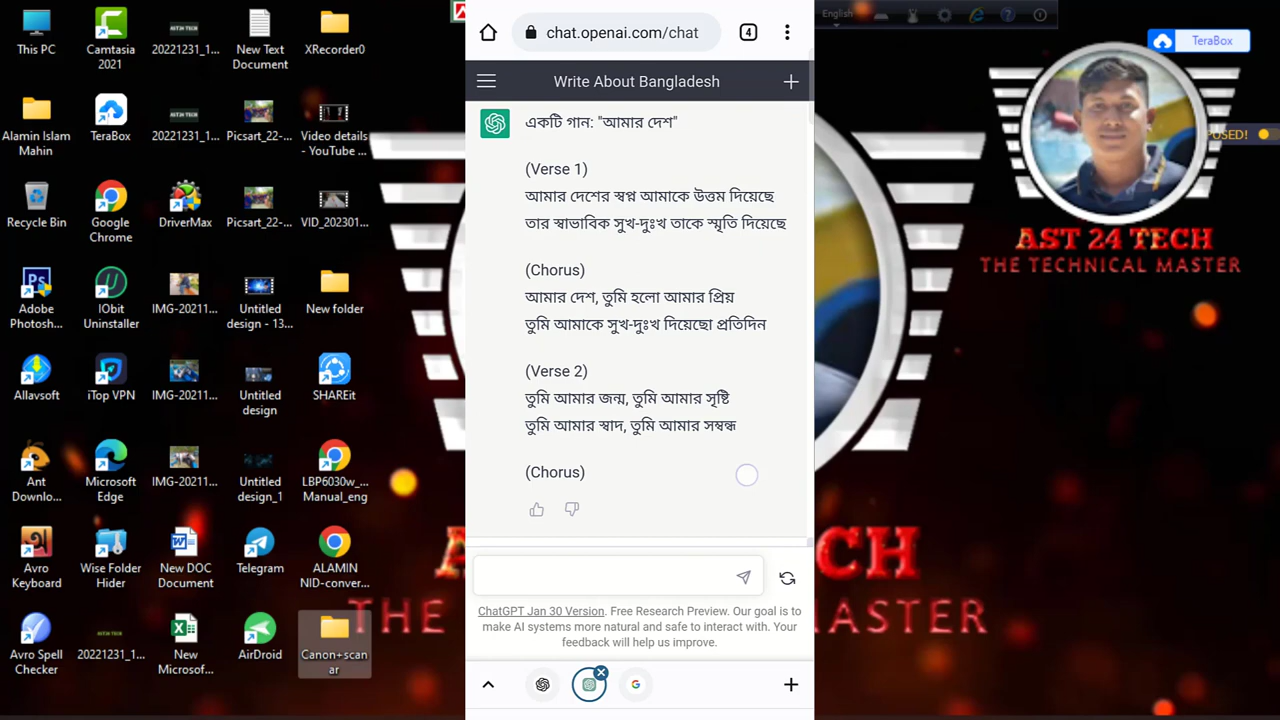 This PC
Camtasia
2021
20221231_1...
New Text
Document
XRecorder0
Alamin Islam
Mahin
TeraBox
20221231_1...
Picsart_22-...
Video details
- YouTube ...
Recycle Bin
Google
Chrome
DriverMax
Picsart_22-...
VID_202301...
Adobe
Photosh...
IObit
Uninstaller
IMG-20211...
Untitled
design - 13...
New folder
Allavsoft
iTop VPN
IMG-20211...
Untitled
design
SHAREit
Ant
Downlo...
Microsoft
Edge
IMG-20211...
Untitled
design_1
LBP6030w_...
Manual_eng
Avro
Keyboard
Wise Folder
Hider
New DOC
Document
Telegram
ALAMIN
NID-conver...
Avro Spell
Checker
20221231_1...
New
Microsof...
AirDroid
Canon+scan
ar
chat.openai.com/chat
4
Write About Bangladesh
একটি গান: "আমার দেশ"
(Verse 1)
আমার দেশের স্বপ্ন আমাকে উত্তম দিয়েছে
তার স্বাভাবিক সুখ-দুঃখ তাকে স্মৃতি দিয়েছে
(Chorus)
আমার দেশ, তুমি হলো আমার প্রিয়
তুমি আমাকে সুখ-দুঃখ দিয়েছো প্রতিদিন
(Verse 2)
তুমি আমার জন্ম, তুমি আমার সৃষ্টি
তুমি আমার স্বাদ, তুমি আমার সম্বন্ধ
(Chorus)
ChatGPT Jan 30 Version. Free Research Preview. Our goal is to
make AI systems more natural and safe to interact with. Your
feedback will help us improve.
English
TeraBox
POSED!
AST 24 TECH
THE TECHNICAL MASTER
CH
THE
MASTER